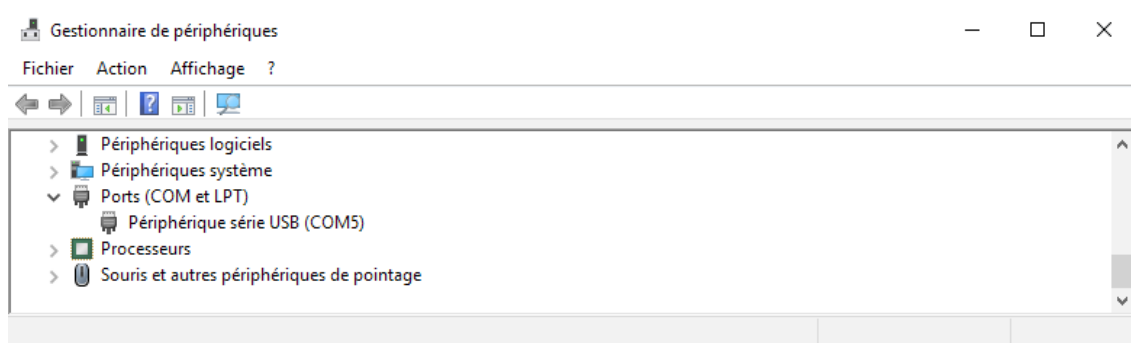 Gestionnaire de périphériques
Fichier Action Affichage ?
Périphériques logiciels
Périphériques système
Ports (COM et LPT)
Périphérique série USB (COM5)
Processeurs
Souris et autres périphériques de pointage